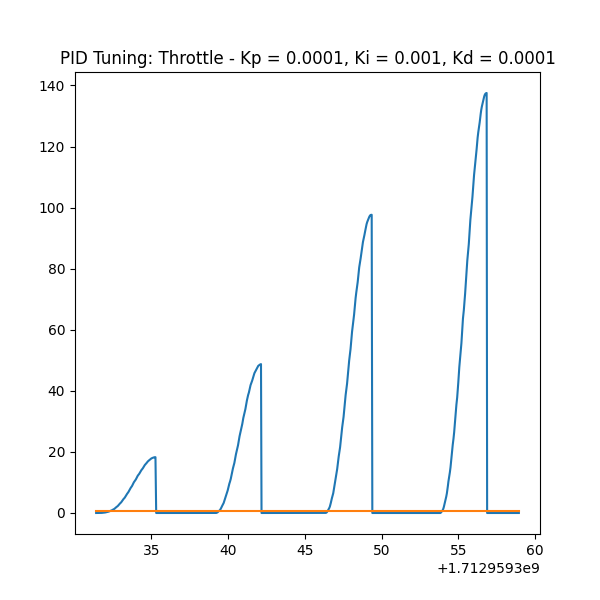 PID Tuning: Throttle - Kp = 0.0001, Ki = 0.001, Kd = 0.0001
140
120
100
80
60
40
20
0
35 40 45 50 55 60
+1.7129593e9